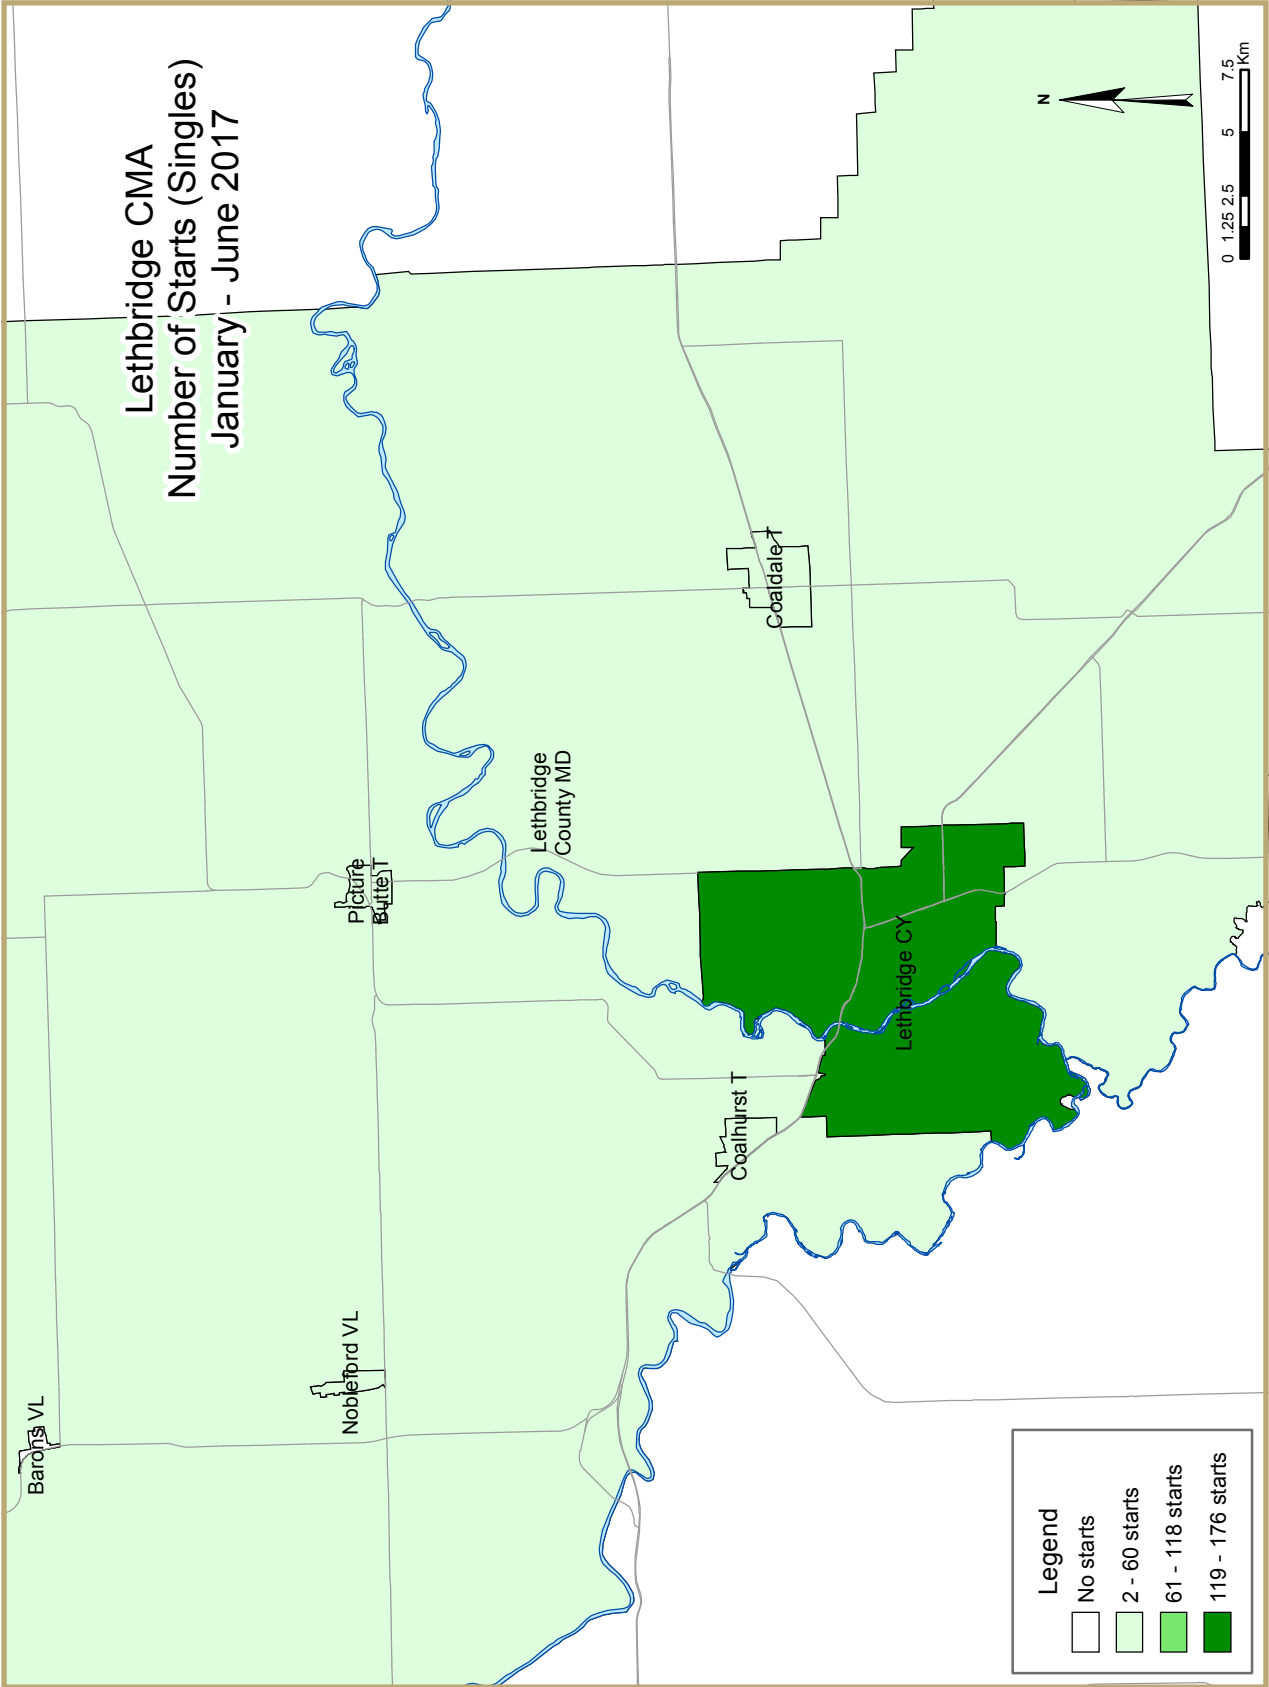 Lethbridge CMA
Number of Starts (Singles)
January - June 2017
Barons VL
Nobleford VL
Picture
Butte T
Lethbridge
County MD
Coalhurst T
Coaldale T
Lethbridge CY
Legend
No starts
2 - 60 starts
61 - 118 starts
119 - 176 starts
N
0 1.25 2.5 5 7.5
Km